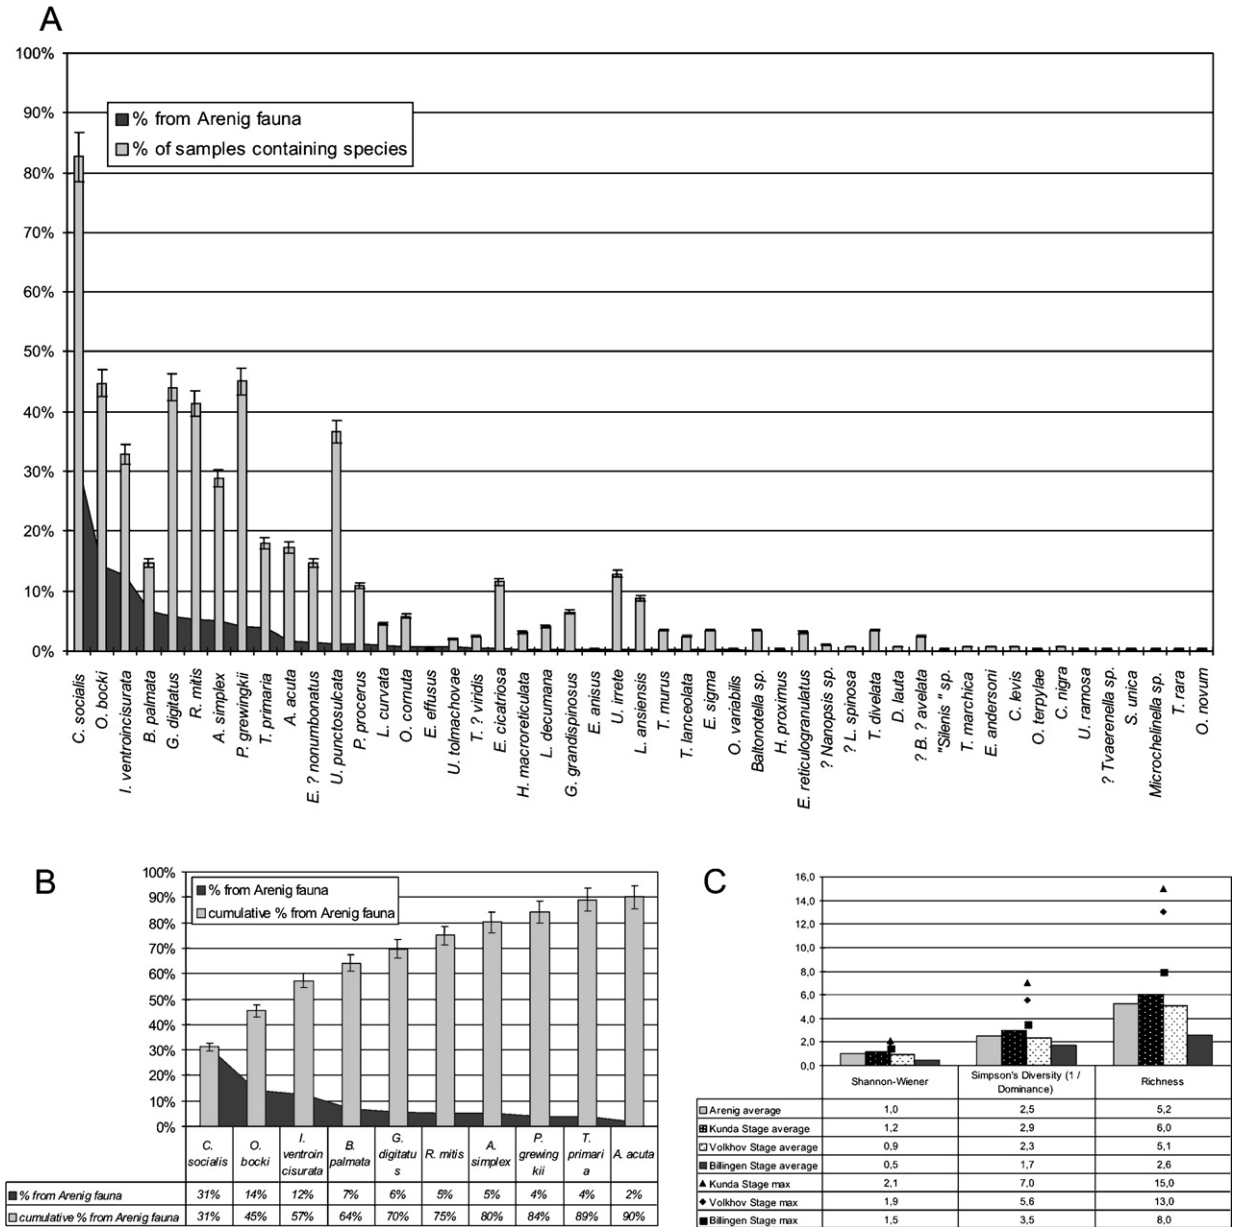 A
100%
90%
80%
70%
60%
50%
40%
30%
20%
10%
0%
% from Arenig fauna
% of samples containing species
C. socialis
O. bocki
I. ventroincisurata
B. palmata
G. digitatus
R. mitis
A. simplex
P. grewingkii
T. primaria
A. acuta
E. ? nonumbonatus
U. punctosulcata
P. procerus
L. curvata
O. cornuta
E. effusus
U. tolmachovae
T. ? viridis
E. cicatriosa
H. macroreticulata
L. decumana
G. grandispinosus
E. anisus
U. irrete
L. ansiensis
T. murus
T. lanceolata
E. sigma
O. variabilis
Baltonotella sp.
H. proximus
E. reticulogranulatus
? Nanopsis sp.
? L. spinosa
T. divelata
D. lauta
? B. ? avelata
"Silenis" sp.
T. marchica
E. andersoni
C. levis
O. terpylae
C. nigra
U. ramosa
? Tvaerenella sp.
S. unica
Microchelinella sp.
T. rara
O. novum
B
100%
90%
80%
70%
60%
50%
40%
30%
20%
10%
0%
% from Arenig fauna
cumulative % from Arenig fauna
C. socialis
O. bocki
I. ventroin cisurata
B. palmata
G. digitatu s
R. mitis
A. simplex
P. grewing kii
T. primari a
A. acuta
% from Arenig fauna 31% 14% 12% 7% 6% 5% 5% 4% 4% 2%
cumulative % from Arenig fauna 31% 45% 57% 64% 70% 75% 80% 84% 89% 90%
C
16,0
14,0
12,0
10,0
8,0
6,0
4,0
2,0
0,0
Shannon-Wiener
Simpson's Diversity (1 /
Dominance)
Richness
Arenig average 1,0 2,5 5,2
Kunda Stage average 1,2 2,9 6,0
Volkhov Stage average 0,9 2,3 5,1
Billingen Stage average 0,5 1,7 2,6
Kunda Stage max 2,1 7,0 15,0
Volkhov Stage max 1,9 5,6 13,0
Billingen Stage max 1,5 3,5 8,0